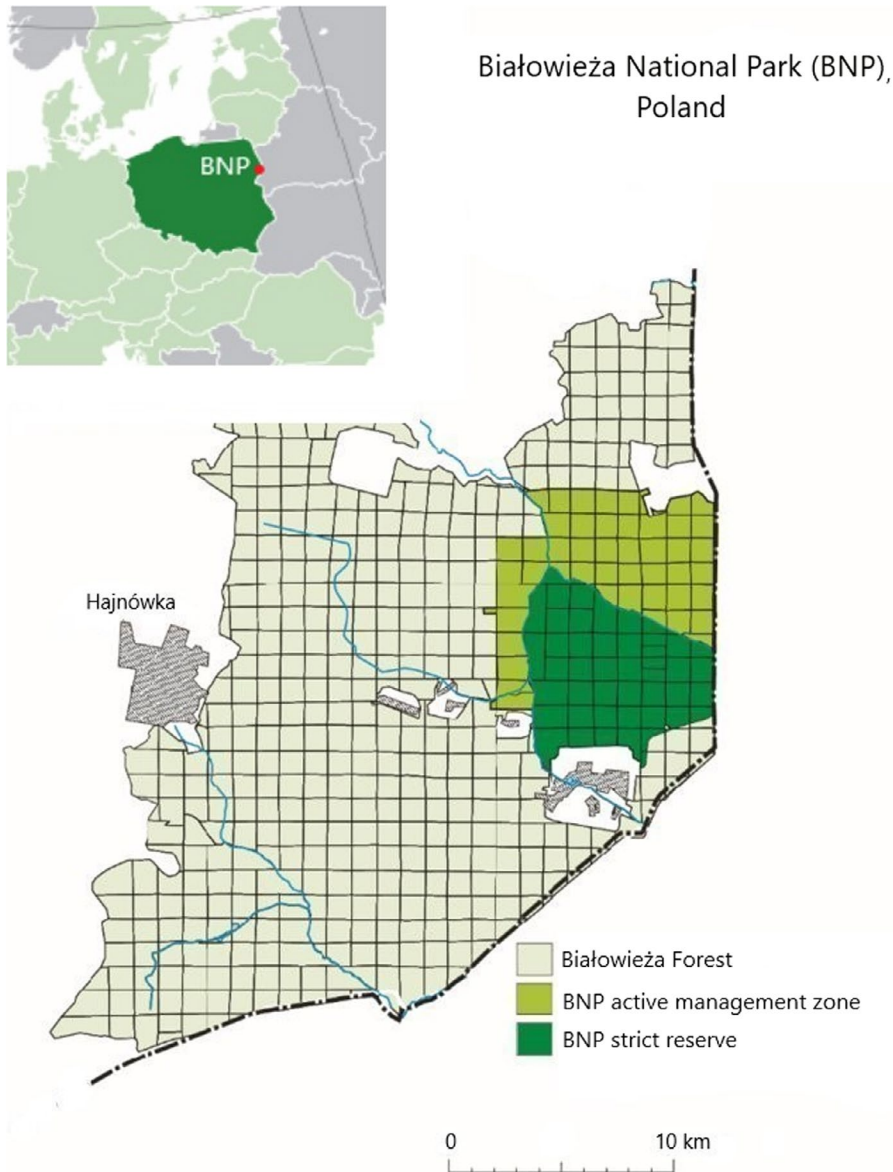 Białowieża National Park (BNP),
Poland
BNP
Hajnówka
Białowieża Forest
BNP active management zone
BNP strict reserve
0 10 km